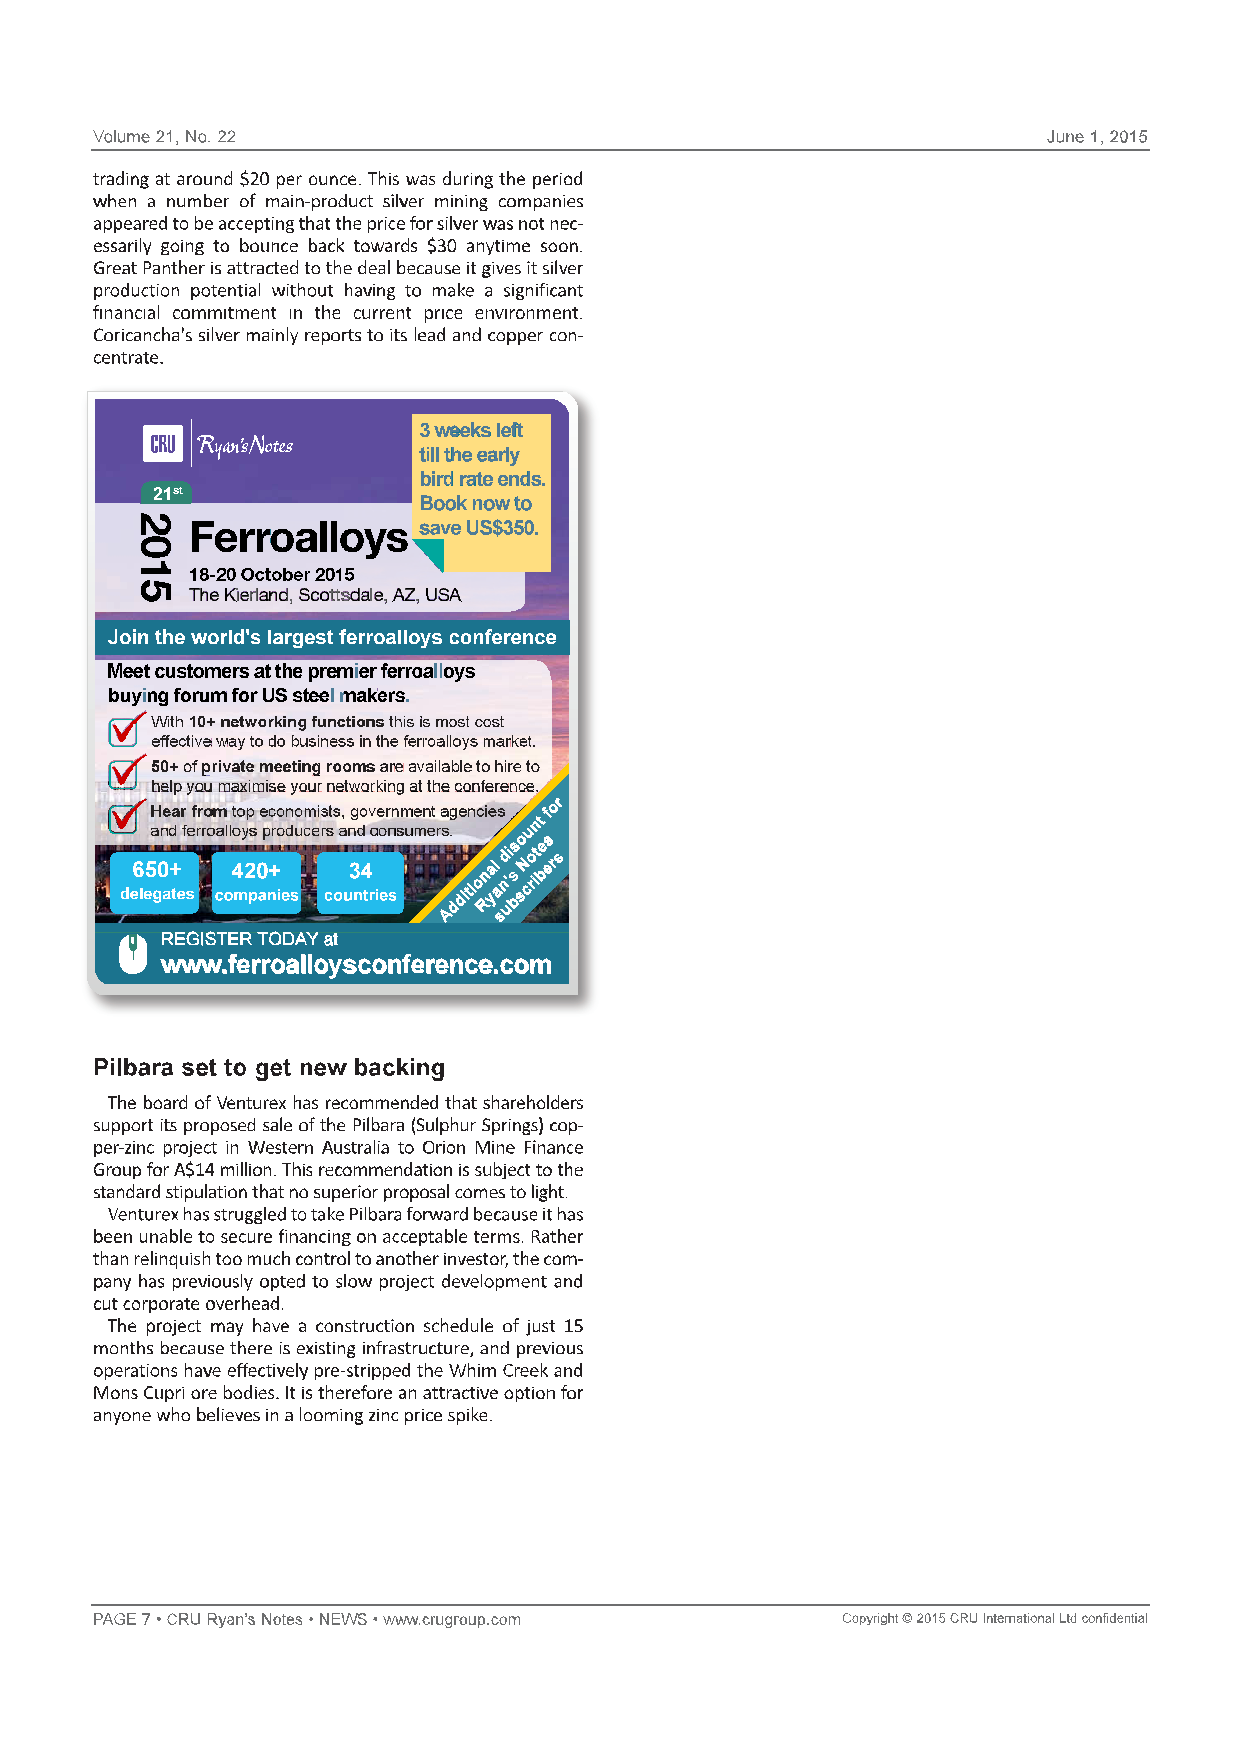 Volume 21, No. 22
June 1, 2015
trading at around $20 per ounce. This was during the period
when a number of main-product silver mining companies
appeared to be accepting that the price for silver was not nec-
essarily going to bounce back towards $30 anytime soon.
Great Panther is attracted to the deal because it gives it silver
production potential without having to make a significant
financial commitment in the current price environment.
Coricancha's silver mainly reports to its lead and copper con-
centrate.
CRU Ryan's Notes
3 weeks left
till the early
bird rate ends.
Book now to
save US$350.
21st
2015
Ferroalloys
18-20 October 2015
The Kierland, Scottsdale, AZ, USA
Join the world's largest ferroalloys conference
Meet customers at the premier ferroalloys
buying forum for US steel makers.
With 10+ networking functions this is most cost
effective way to do business in the ferroalloys market.
50+ of private meeting rooms are available to hire to
help you maximise your networking at the conference.
Hear from top economists, government agencies
and ferroalloys producers and consumers.
650+
delegates
420+
companies
34
countries
Additional discount for
Ryan's Notes
subscribers
REGISTER TODAY at
www.ferroalloysconference.com
Pilbara set to get new backing
The board of Venturex has recommended that shareholders
support its proposed sale of the Pilbara (Sulphur Springs) cop-
per-zinc project in Western Australia to Orion Mine Finance
Group for A$14 million. This recommendation is subject to the
standard stipulation that no superior proposal comes to light.
Venturex has struggled to take Pilbara forward because it has
been unable to secure financing on acceptable terms. Rather
than relinquish too much control to another investor, the com-
pany has previously opted to slow project development and
cut corporate overhead.
The project may have a construction schedule of just 15
months because there is existing infrastructure, and previous
operations have effectively pre-stripped the Whim Creek and
Mons Cupri ore bodies. It is therefore an attractive option for
anyone who believes in a looming zinc price spike.
PAGE 7 • CRU Ryan's Notes • NEWS • www.crugroup.com
Copyright © 2015 CRU International Ltd confidential